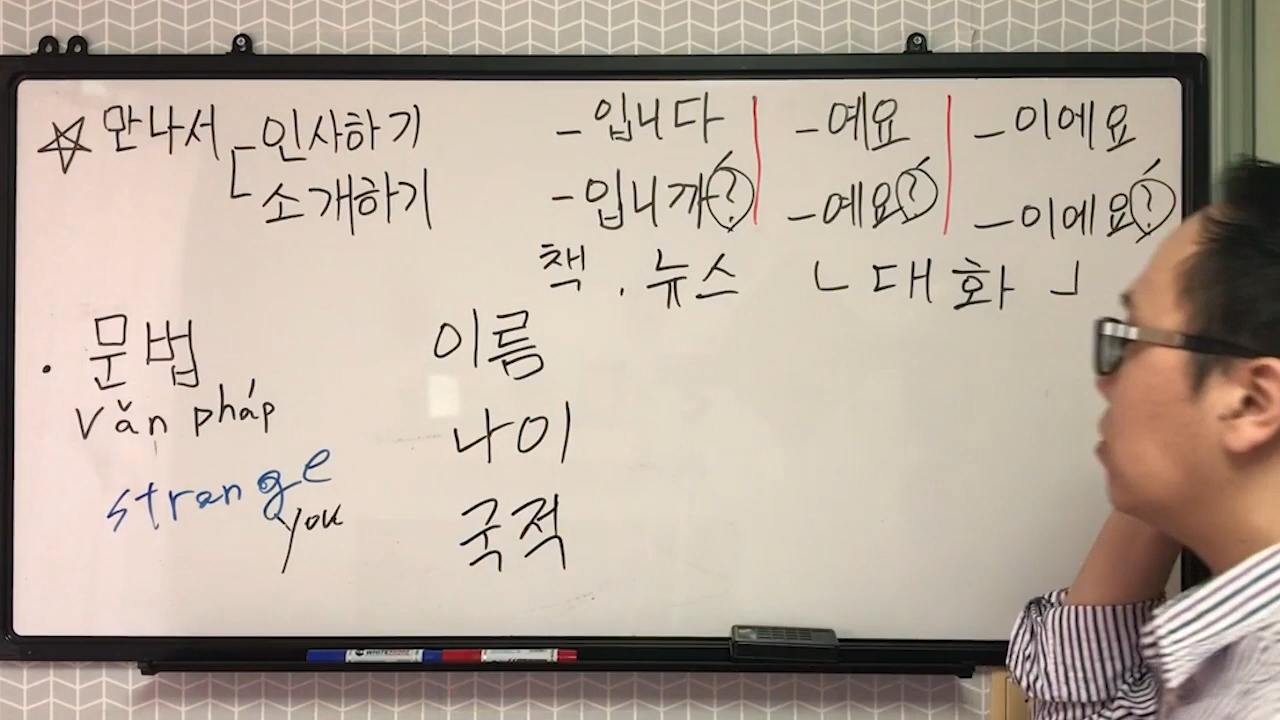 ☆ 만나서 -인사하기
소개하기
-입니다 -예요 -이에요
-입니까? -예요? -이에요?
책 . 뉴스 ㄴ대화」
· 문법
văn pháp
strange
you
이름
나이
국적